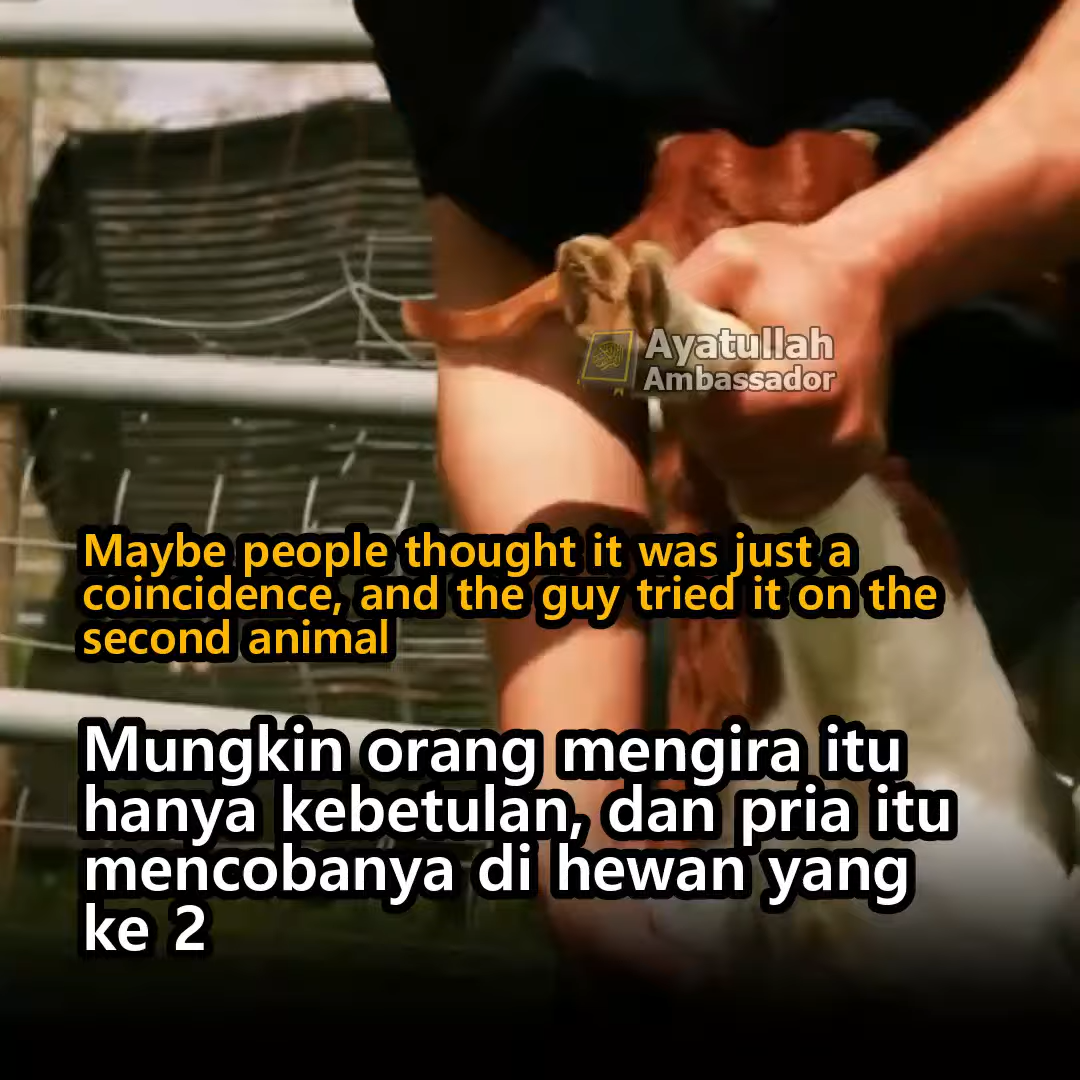 Ayatullah
Ambassador
Maybe people thought it was just a
coincidence, and the guy tried it on the
second animal
Mungkin orang mengira itu
hanya kebetulan, dan pria itu
mencobanya di hewan yang
ke 2